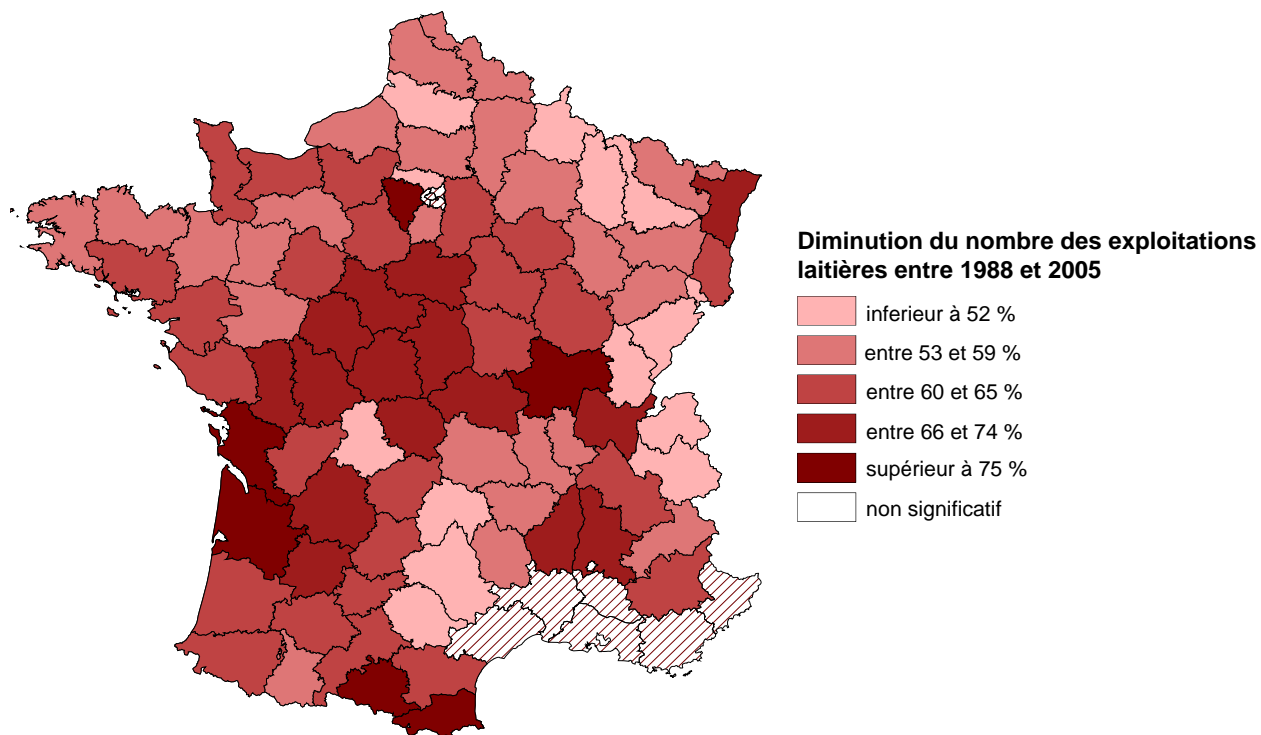 Diminution du nombre des exploitations
laitières entre 1988 et 2005
inferieur à 52 %
entre 53 et 59 %
entre 60 et 65 %
entre 66 et 74 %
supérieur à 75 %
non significatif